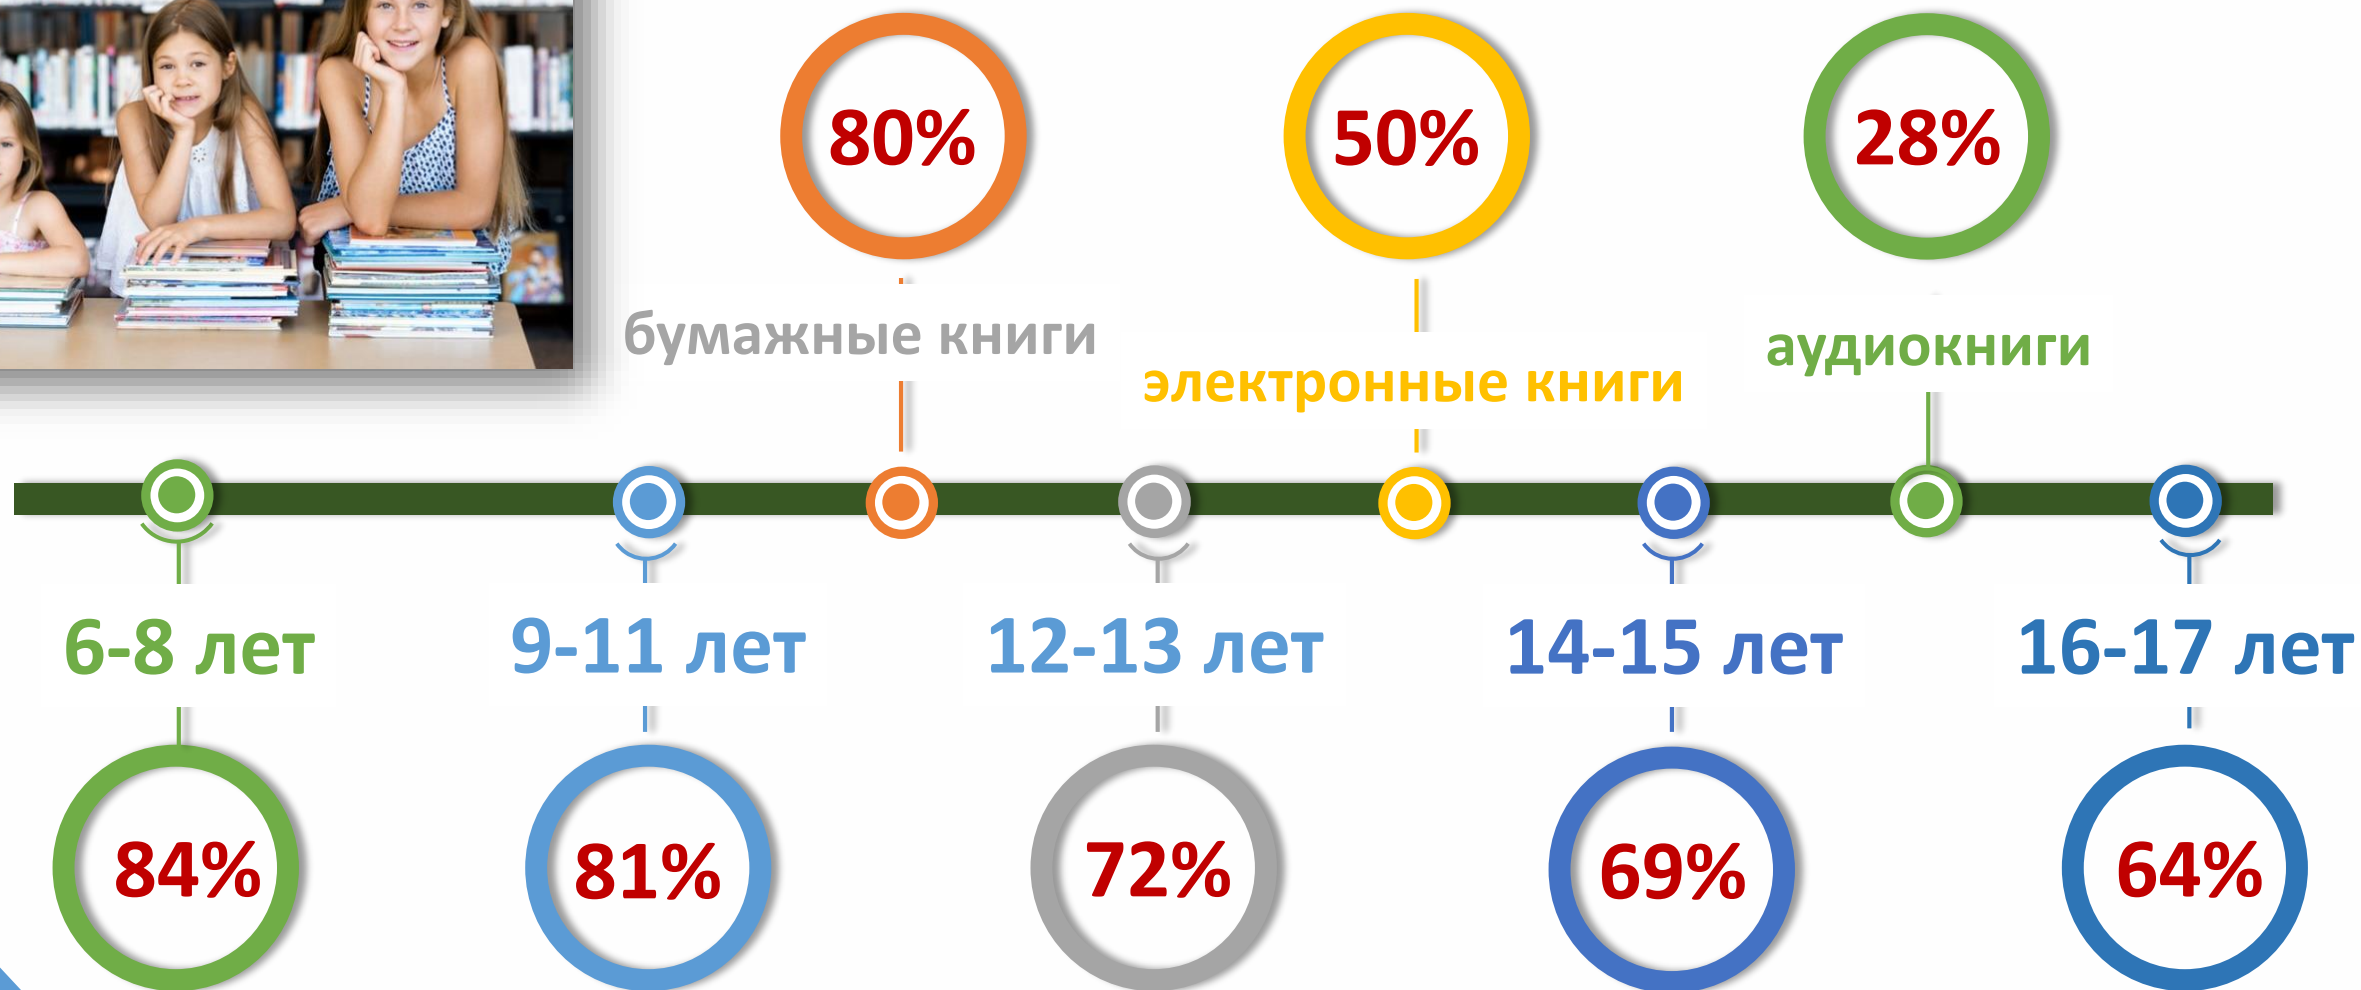 80%
50%
28%
бумажные книги
электронные книги
аудиокниги
6-8 лет
9-11 лет
12-13 лет
14-15 лет
16-17 лет
84%
81%
72%
69%
64%